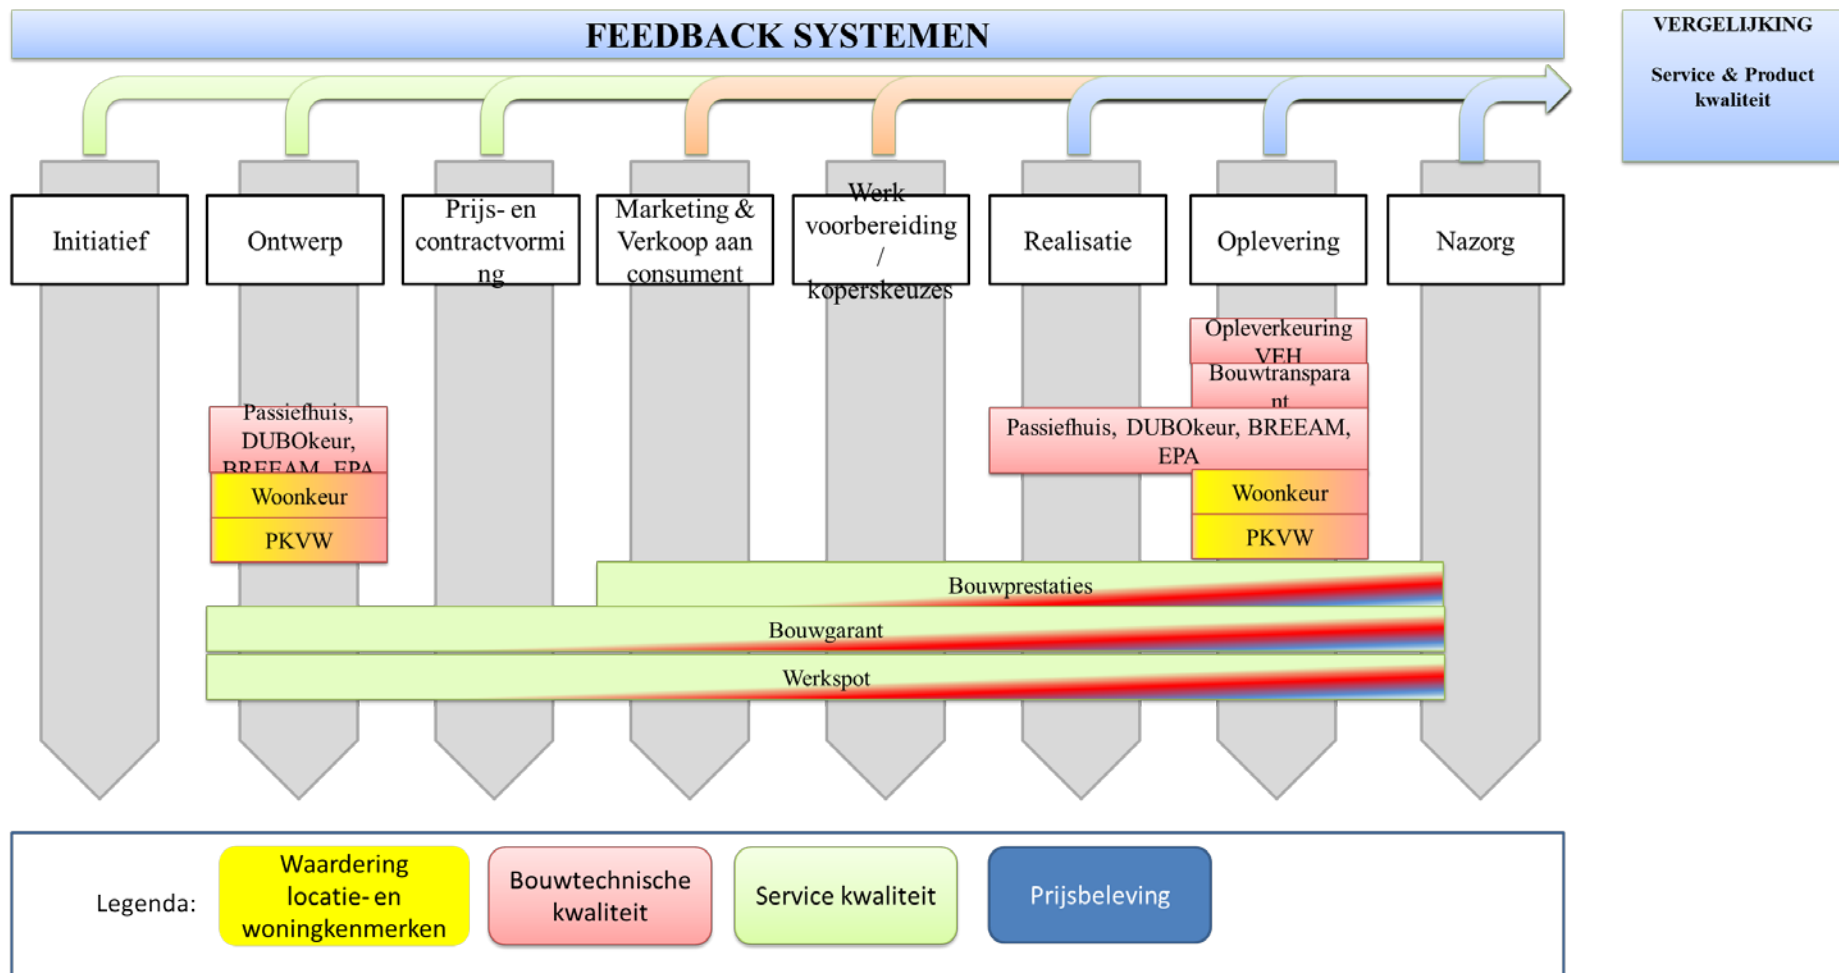 FEEDBACK SYSTEMEN
VERGELIJKING
Service & Product
kwaliteit
Initiatief
Ontwerp
Prijs- en
contractvormi
ng
Marketing &
Verkoop aan
consument
Werk
voorbereiding
/
koperskeuzes
Realisatie
Oplevering
Nazorg
Opleverkeuring
VEH
Bouwtranspara
nt
Passiefhuis,
DUBOkeur,
BREEAM, EPA
Passiefhuis, DUBOkeur, BREEAM,
EPA
Woonkeur
Woonkeur
PKVW
PKVW
Bouwprestaties
Bouwgarant
Werkspot
Legenda:
Waardering
locatie- en
woningkenmerken
Bouwtechnische
kwaliteit
Service kwaliteit
Prijsbeleving